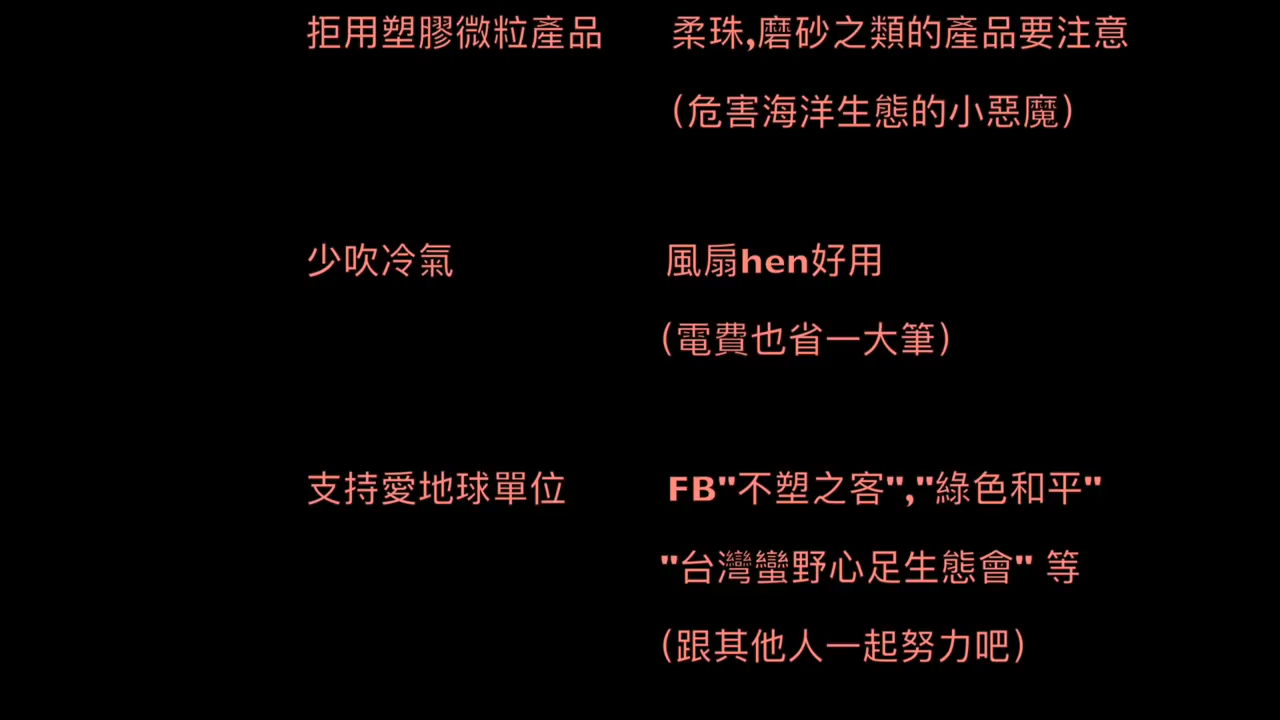 拒用塑膠微粒產品 柔珠,磨砂之類的產品要注意
(危害海洋生態的小惡魔)
少吹冷氣 風扇hen好用
(電費也省一大筆)
支持愛地球單位 FB"不塑之客","綠色和平"
"台灣蠻野心足生態會" 等
(跟其他人一起努力吧)